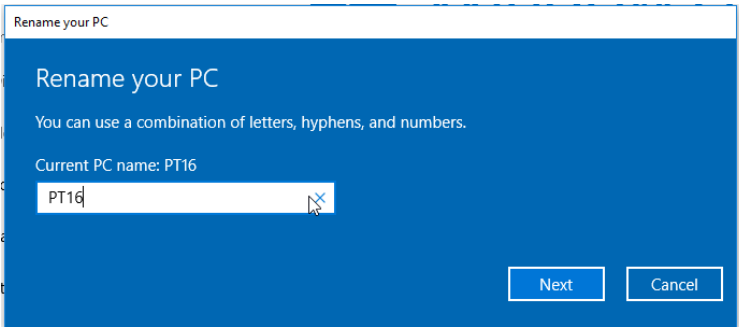 Rename your PC
Rename your PC
You can use a combination of letters, hyphens, and numbers.
Current PC name: PT16
PT16
Next
Cancel